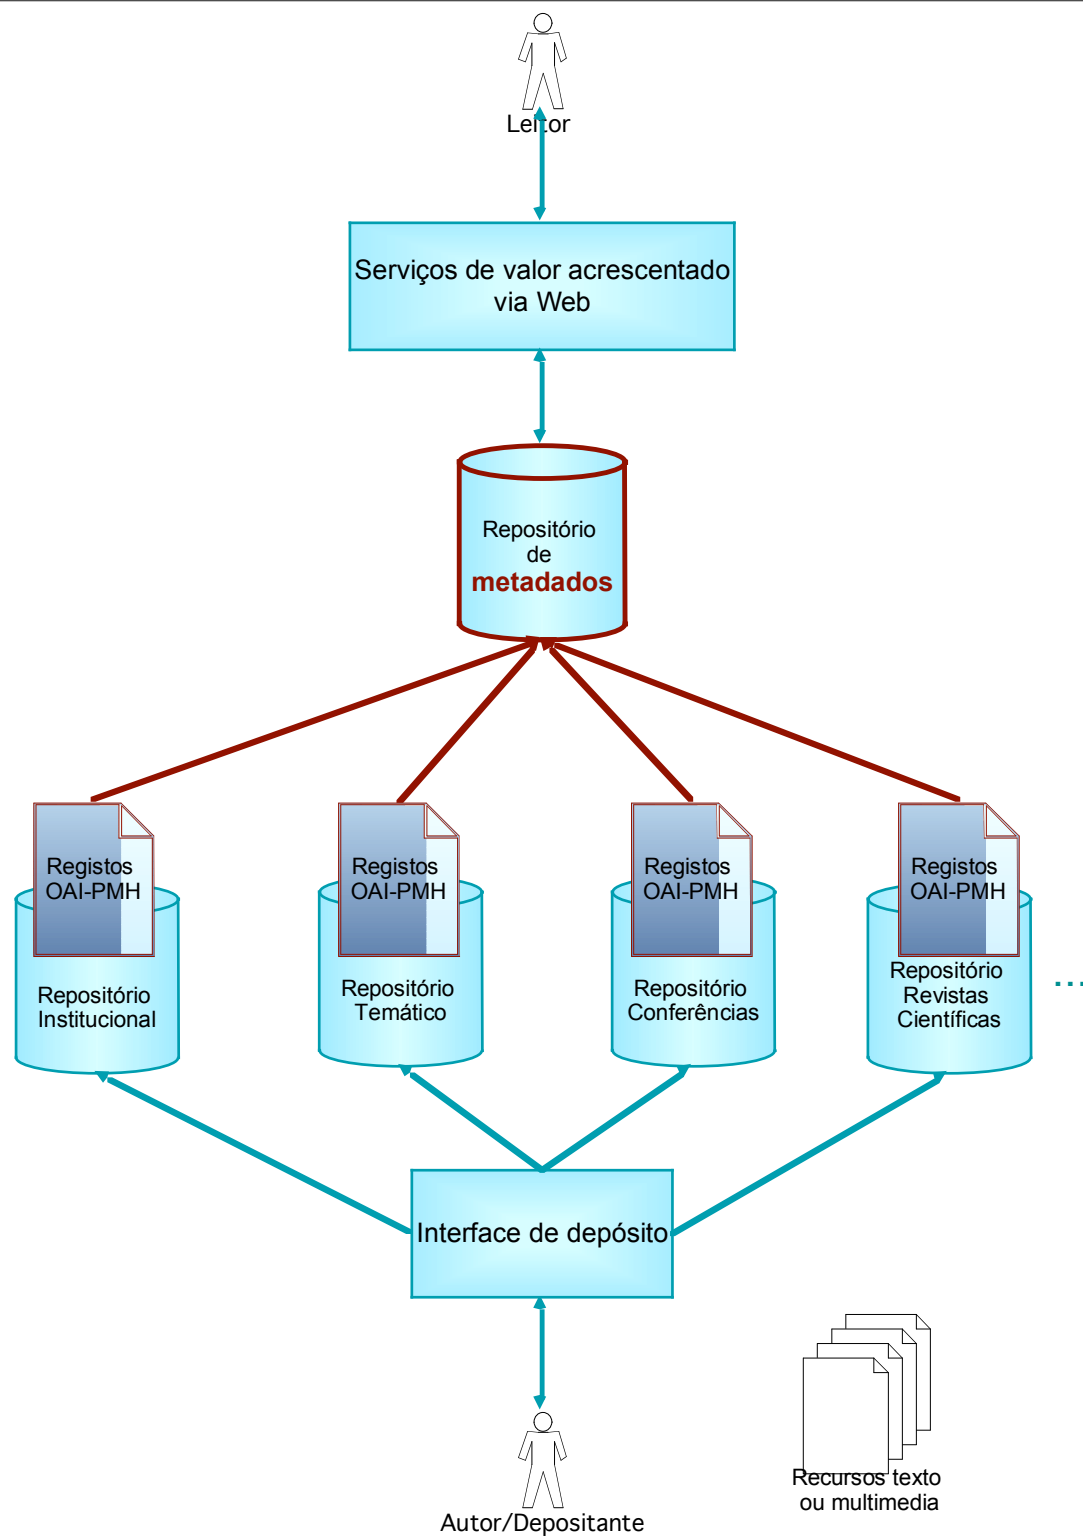 Leitor
Serviços de valor acrescentado
via Web
Repositório
de
metadados
Registos
OAI-PMH
Registos
OAI-PMH
Registos
OAI-PMH
Registos
OAI-PMH
Repositório
Institucional
Repositório
Temático
Repositório
Conferências
Repositório
Revistas
Científicas
...
Interface de depósito
Recursos texto
ou multimedia
Autor/Depositante